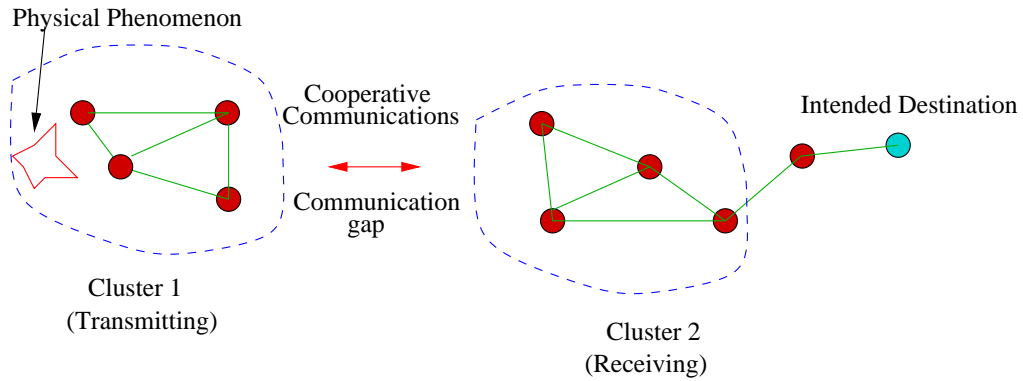 Physical Phenomenon
Cooperative
Communications
Intended Destination
Communication
gap
Cluster 1
(Transmitting)
Cluster 2
(Receiving)